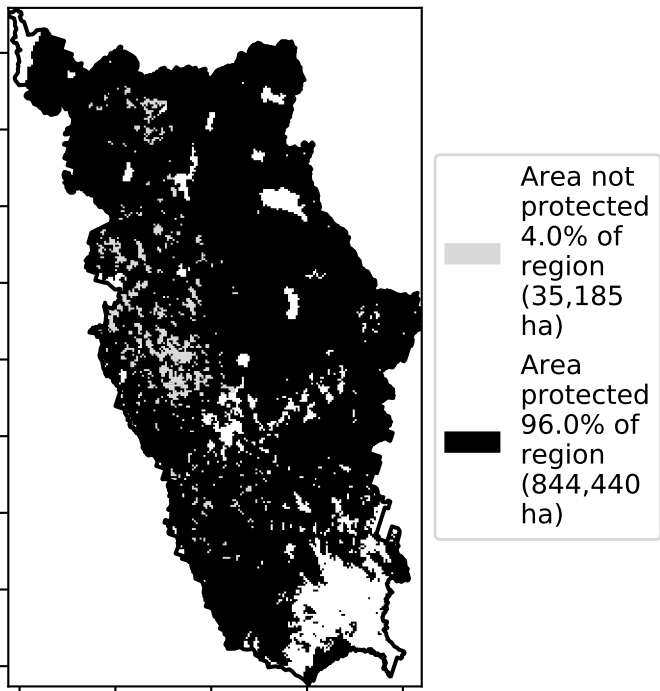 Area not
protected
4.0% of
region
(35,185
ha)
Area
protected
96.0% of
region
(844,440
ha)